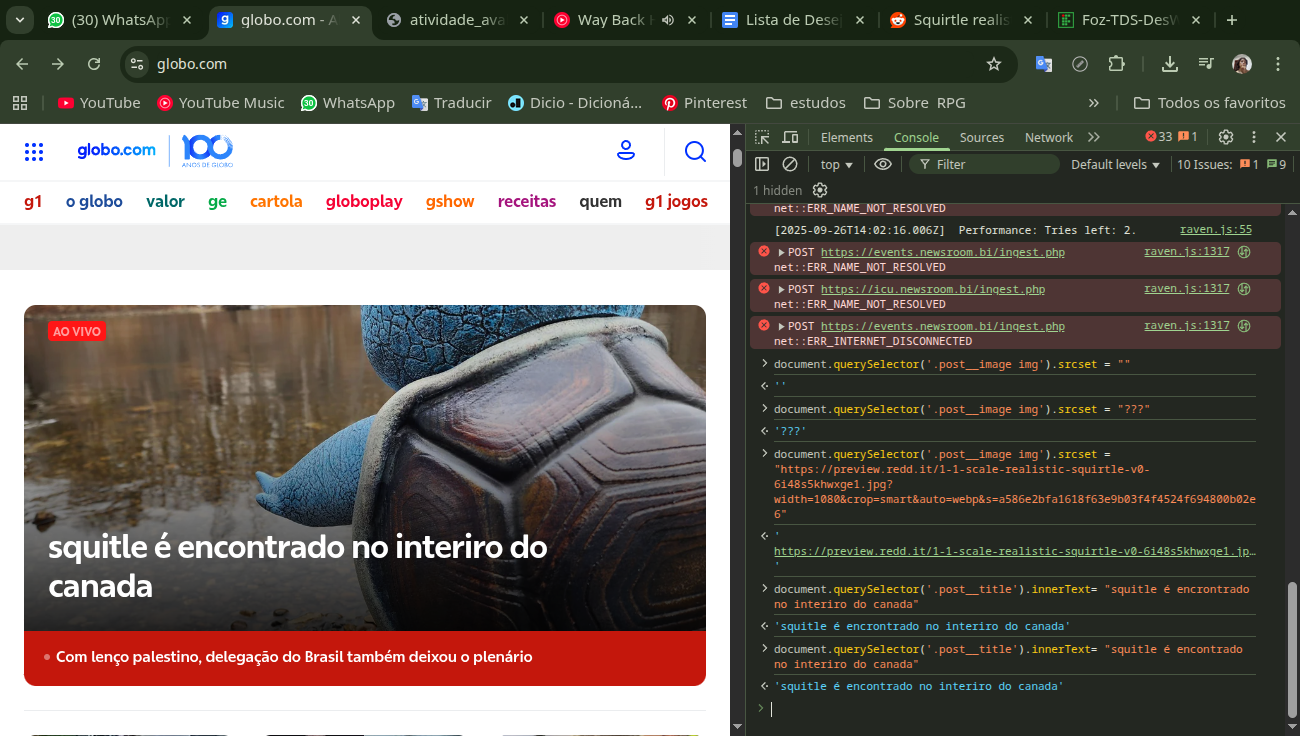 (30) WhatsApp
globo.com - A
atividade_ava
Way Back H
Lista de Desej
Squirtle realis
Foz-TDS-DesW
globo.com
YouTube
YouTube Music
WhatsApp
Traducir
Dicio - Dicioná...
Pinterest
estudos
Sobre RPG
Todos os favoritos
globo.com 100 ANOS DE GLOBO
g1 o globo valor ge cartola globoplay gshow receitas quem g1 jogos
AO VIVO
squitle é encontrado no interiro do
canada
Com lenço palestino, delegação do Brasil também deixou o plenário
Elements Console Sources Network 33 1
top Filter Default levels 10 Issues: 1 9
1 hidden
net::ERR_NAME_NOT_RESOLVED
[2025-09-26T14:02:16.006Z] Performance: Tries left: 2. raven.js:55
POST https://events.newsroom.bi/ingest.php raven.js:1317
net::ERR_NAME_NOT_RESOLVED
POST https://icu.newsroom.bi/ingest.php raven.js:1317
net::ERR_NAME_NOT_RESOLVED
POST https://events.newsroom.bi/ingest.php raven.js:1317
net::ERR_INTERNET_DISCONNECTED
document.querySelector('.post__image img').srcset = ""
''
document.querySelector('.post__image img').srcset = "???"
'???'
document.querySelector('.post__image img').srcset =
"https://preview.redd.it/1-1-scale-realistic-squirtle-v0-
6i48s5khwxge1.jpg?
width=1080&crop=smart&auto=webp&s=a586e2bfa1618f63e9b03f4f4524f694800b02e
6"
'
https://preview.redd.it/1-1-scale-realistic-squirtle-v0-6i48s5khwxge1.jp…
'
document.querySelector('.post__title').innerText= "squitle é encrontrado
no interiro do canada"
'squitle é encrontrado no interiro do canada'
document.querySelector('.post__title').innerText= "squitle é encontrado
no interiro do canada"
'squitle é encontrado no interiro do canada'